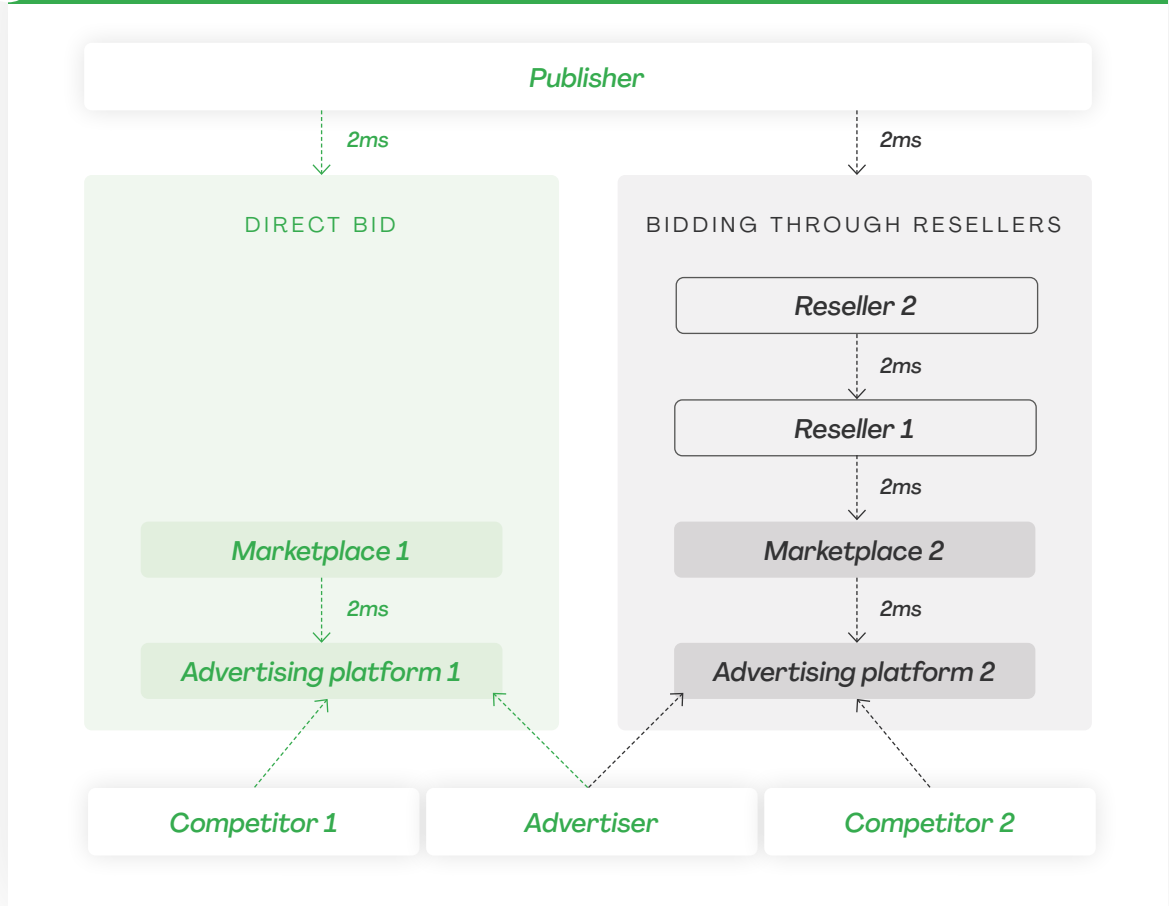 Publisher
2ms
2ms
DIRECT BID
BIDDING THROUGH RESELLERS
Reseller 2
2ms
Reseller 1
2ms
Marketplace 1
Marketplace 2
2ms
2ms
Advertising platform 1
Advertising platform 2
Competitor 1
Advertiser
Competitor 2